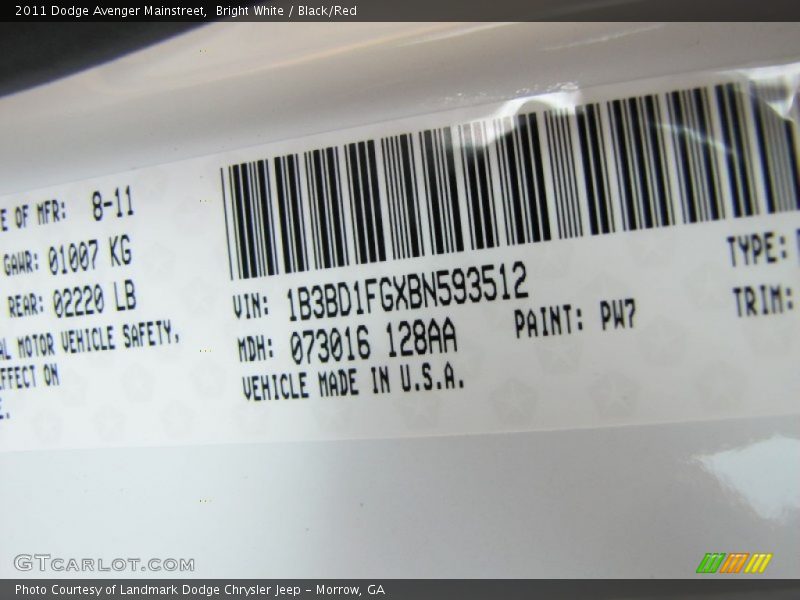 2011 Dodge Avenger Mainstreet,  Bright White / Black/Red
E OF MFR: 8-11
GAWR: 01007 KG
REAR: 02220 LB
AL MOTOR VEHICLE SAFETY,
EFFECT ON
E.
VIN: 1B3BD1FGXBN593512
MDH: 073016 128AA
VEHICLE MADE IN U.S.A.
PAINT: PW7
TYPE:
TRIM:
GTCARLOT.COM
Photo Courtesy of Landmark Dodge Chrysler Jeep – Morrow, GA